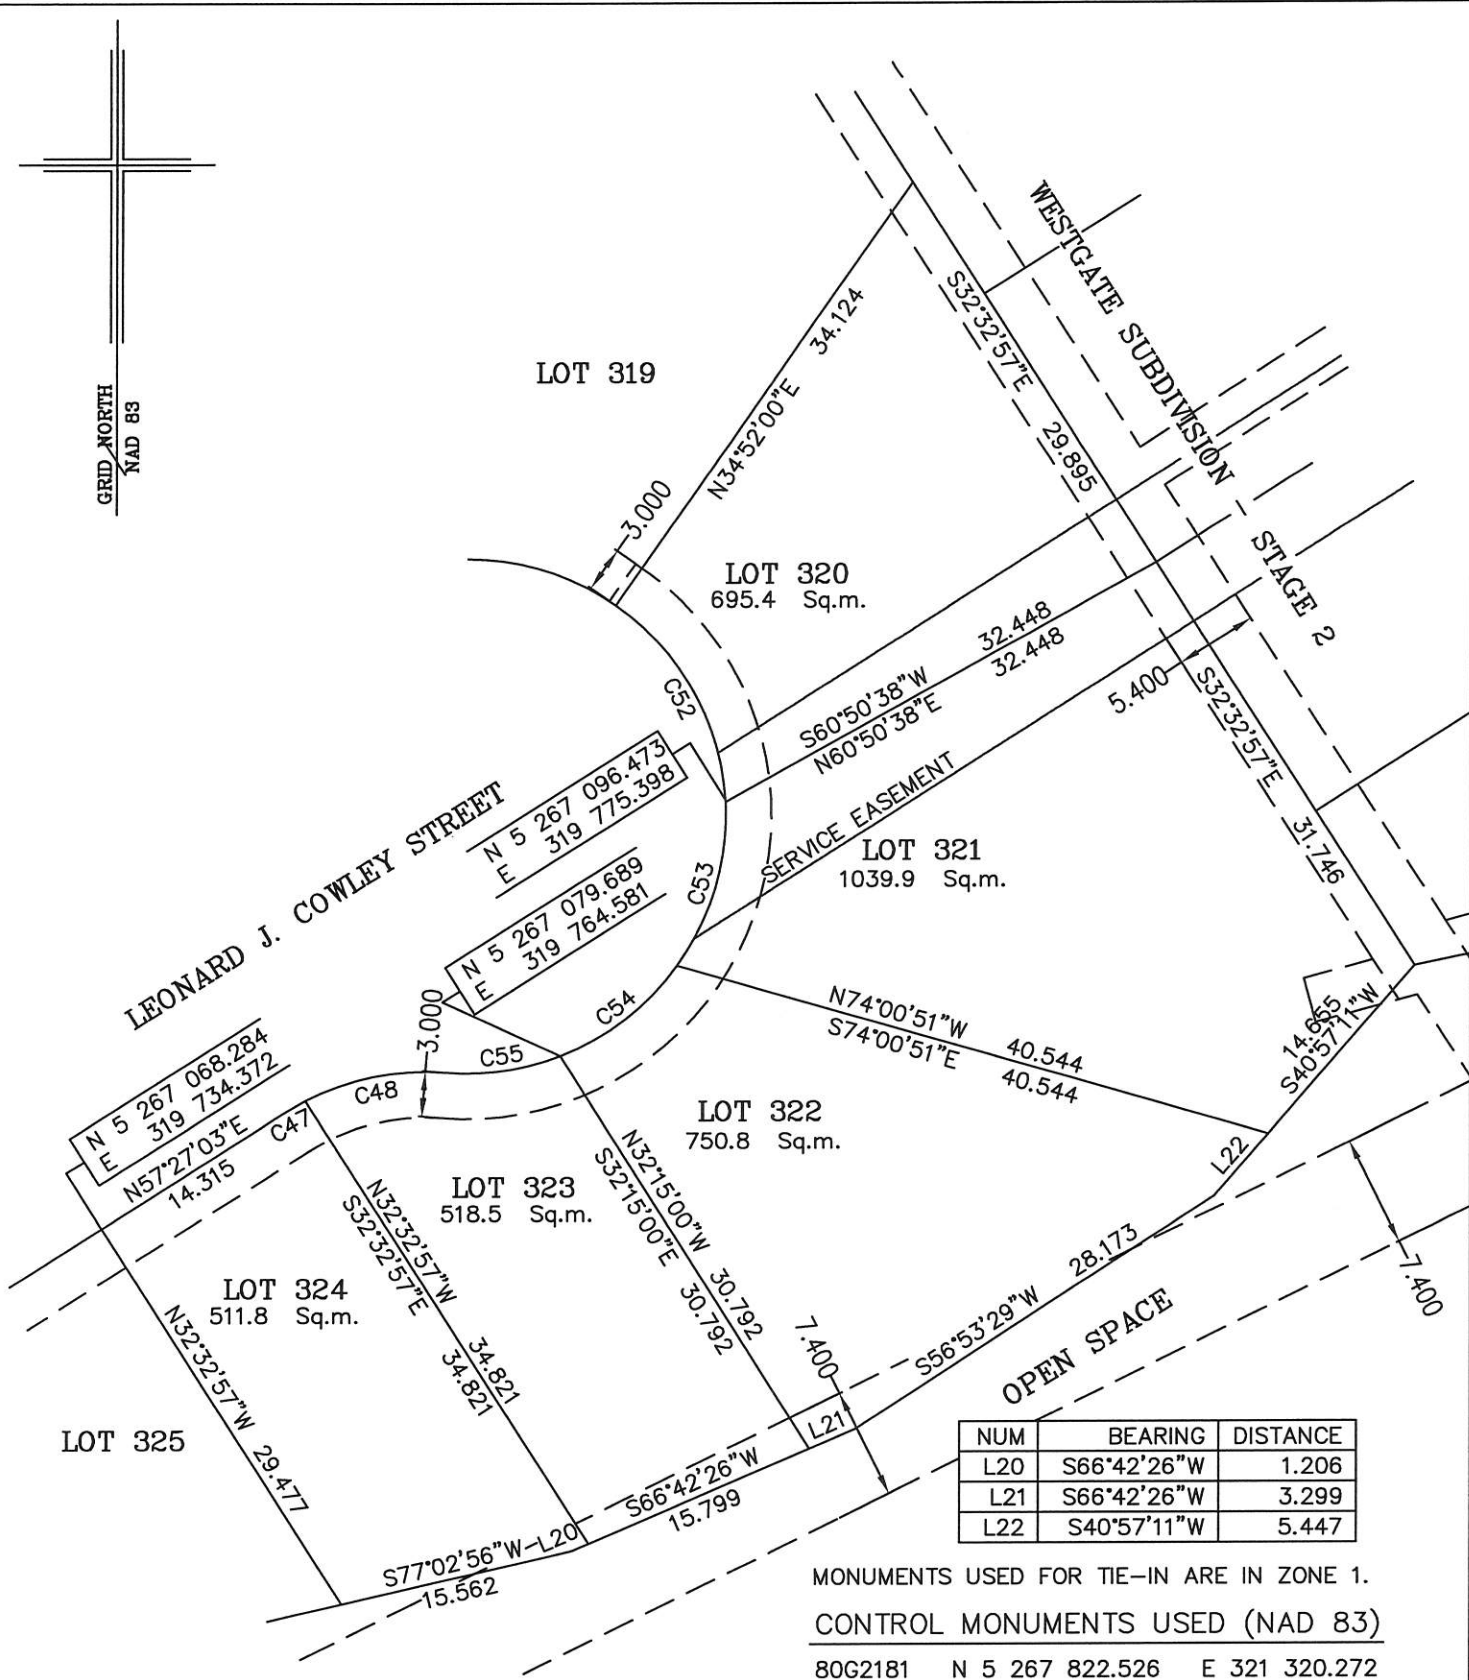 GRID NORTH
NAD 83
WESTGATE SUBDIVISION
STAGE 2
S32°32'57"E 29.895
34.124
N34°52'00"E
LOT 319
3.000
LOT 320
695.4 Sq.m.
C52
S60°50'38"W 32.448
N60°50'38"E 32.448
5.400
S32°32'57"E 31.746
SERVICE EASEMENT
N 5 267 096.473
E 319 775.398
LEONARD J. COWLEY STREET
N 5 267 079.689
E 319 764.581
C53
LOT 321
1039.9 Sq.m.
C54
N74°00'51"W 40.544
S74°00'51"E 40.544
14.655
S40°57'11"W
3.000
C55
C48
N 5 267 068.284
E 319 734.372
C47
N57°27'03"E
14.315
LOT 322
750.8 Sq.m.
L22
N32°15'00"W 30.792
S32°15'00"E 30.792
LOT 323
518.5 Sq.m.
N32°32'57"W 34.821
S32°32'57"E 34.821
LOT 324
511.8 Sq.m.
N32°32'57"W 29.477
LOT 325
28.173
S56°53'29"W
7.400
7.400
OPEN SPACE
L21
S66°42'26"W
15.799
S77°02'56"W-L20
15.562
NUM BEARING DISTANCE
L20 S66°42'26"W 1.206
L21 S66°42'26"W 3.299
L22 S40°57'11"W 5.447
MONUMENTS USED FOR TIE-IN ARE IN ZONE 1.
CONTROL MONUMENTS USED (NAD 83)
80G2181 N 5 267 822.526 E 321 320.272